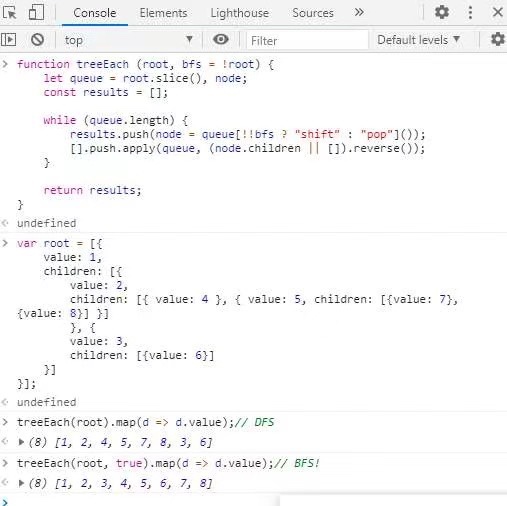 Console Elements Lighthouse Sources »
top ▼ Filter Default levels ▼
> function treeEach (root, bfs = !root) {
    let queue = root.slice(), node;
    const results = [];

    while (queue.length) {
        results.push(node = queue[!!bfs ? "shift" : "pop"]());
        [].push.apply(queue, (node.children || []).reverse());
    }

    return results;
}
undefined
> var root = [{
    value: 1,
    children: [{
        value: 2,
        children: [{ value: 4 }, { value: 5, children: [{value: 7},
{value: 8}] }]
        }, {
        value: 3,
        children: [{value: 6}]
    }]
}];
undefined
> treeEach(root).map(d => d.value);// DFS
▶ (8) [1, 2, 4, 5, 7, 8, 3, 6]
> treeEach(root, true).map(d => d.value);// BFS!
▶ (8) [1, 2, 3, 4, 5, 6, 7, 8]
>